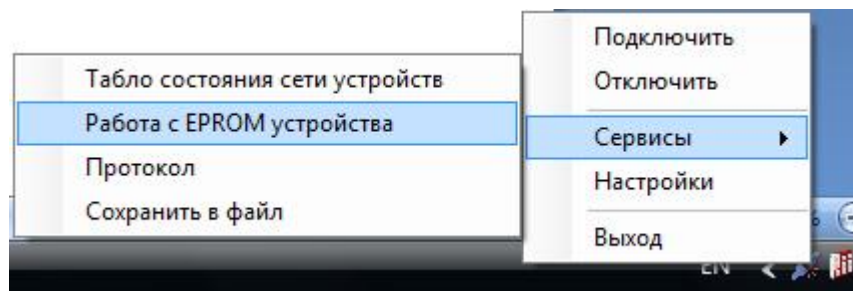 Подключить
Отключить
Сервисы
Настройки
Выход
Табло состояния сети устройств
Работа с EPROM устройства
Протокол
Сохранить в файл
EN